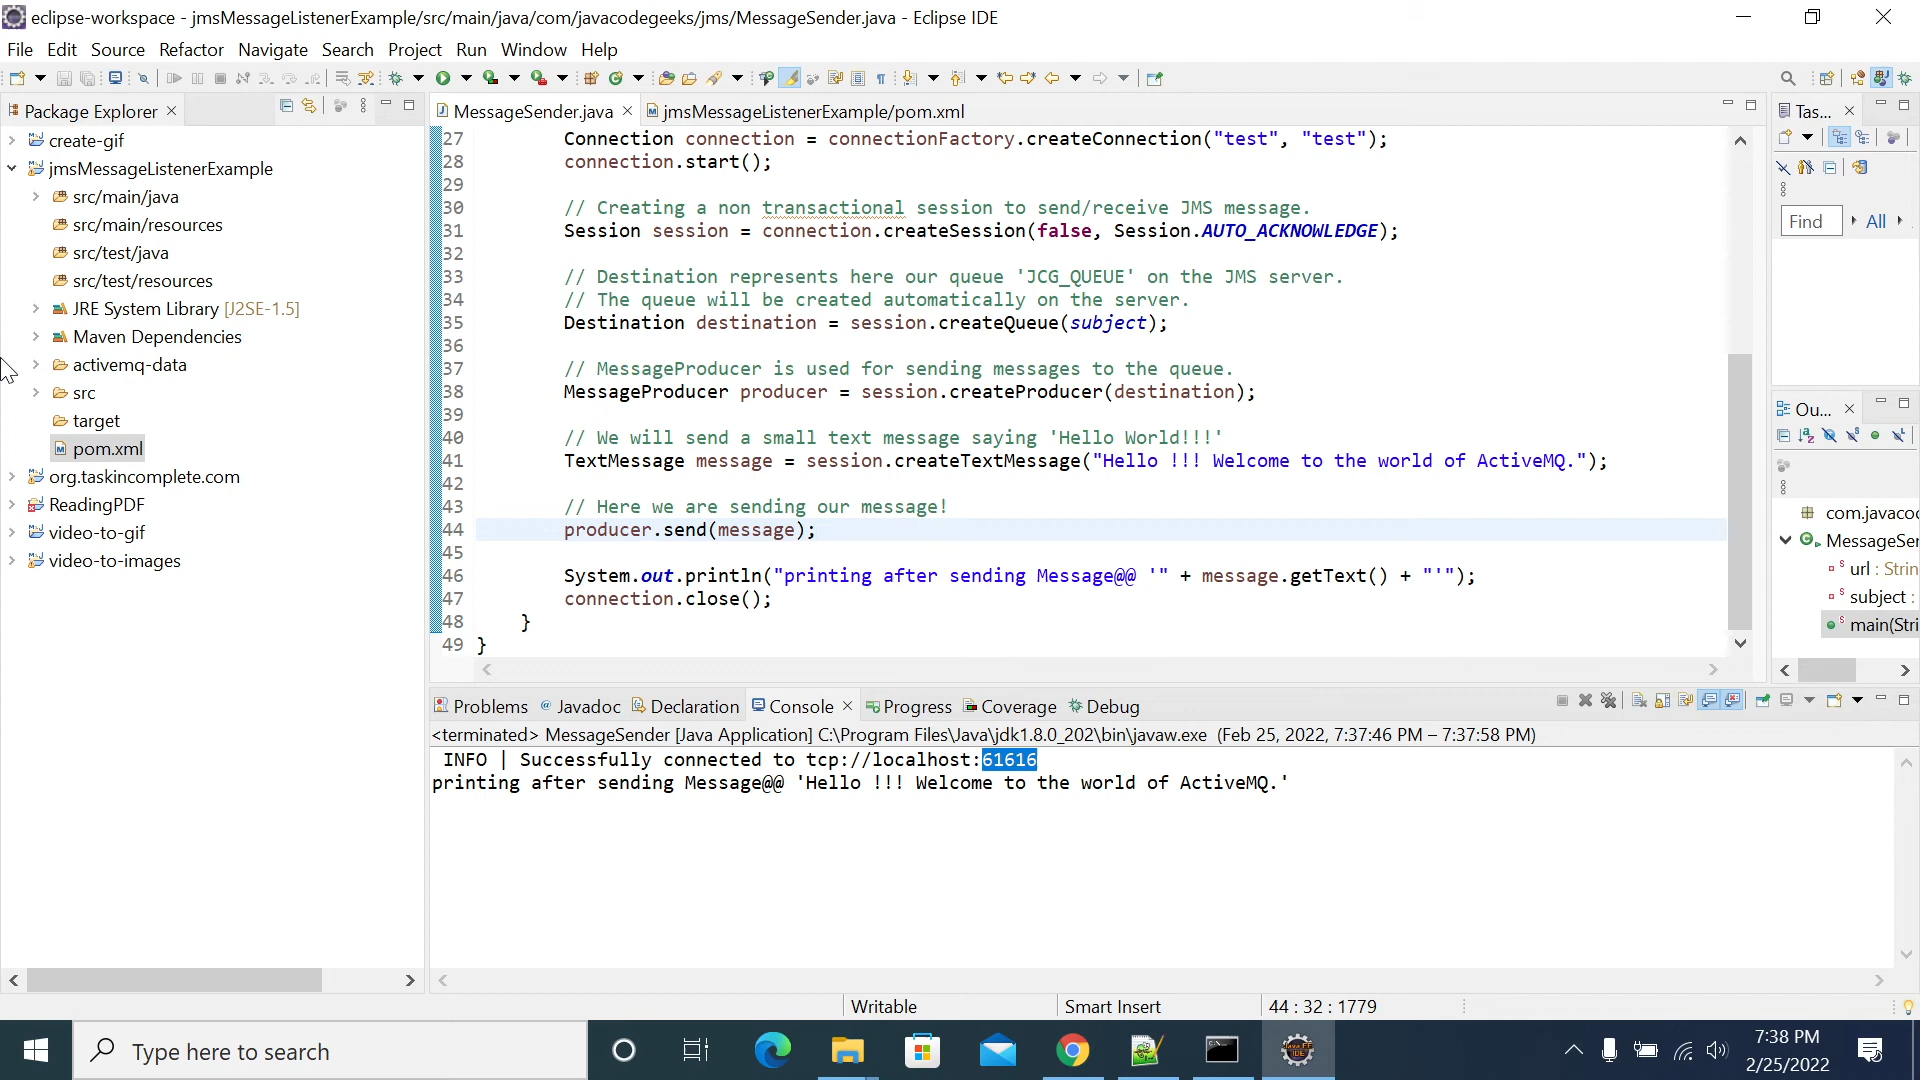 eclipse-workspace - jmsMessageListenerExample/src/main/java/com/javacodegeeks/jms/MessageSender.java - Eclipse IDE
File Edit Source Refactor Navigate Search Project Run Window Help
Package Explorer
create-gif
jmsMessageListenerExample
src/main/java
src/main/resources
src/test/java
src/test/resources
JRE System Library [J2SE-1.5]
Maven Dependencies
activemq-data
src
target
pom.xml
org.taskincomplete.com
ReadingPDF
video-to-gif
video-to-images
MessageSender.java jmsMessageListenerExample/pom.xml
27 Connection connection = connectionFactory.createConnection("test", "test");
28 connection.start();
29
30 // Creating a non transactional session to send/receive JMS message.
31 Session session = connection.createSession(false, Session.AUTO_ACKNOWLEDGE);
32
33 // Destination represents here our queue 'JCG_QUEUE' on the JMS server.
34 // The queue will be created automatically on the server.
35 Destination destination = session.createQueue(subject);
36
37 // MessageProducer is used for sending messages to the queue.
38 MessageProducer producer = session.createProducer(destination);
39
40 // We will send a small text message saying 'Hello World!!!'
41 TextMessage message = session.createTextMessage("Hello !!! Welcome to the world of ActiveMQ.");
42
43 // Here we are sending our message!
44 producer.send(message);
45
46 System.out.println("printing after sending Message@@ '" + message.getText() + "'");
47 connection.close();
48 }
49 }
Tas...
Find All
Ou...
com.javacoc
MessageSer
url : Strin
subject :
main(Stri
Problems Javadoc Declaration Console Progress Coverage Debug
<terminated> MessageSender [Java Application] C:\Program Files\Java\jdk1.8.0_202\bin\javaw.exe (Feb 25, 2022, 7:37:46 PM – 7:37:58 PM)
INFO | Successfully connected to tcp://localhost:61616
printing after sending Message@@ 'Hello !!! Welcome to the world of ActiveMQ.'
Writable Smart Insert 44 : 32 : 1779
Type here to search
7:38 PM
2/25/2022